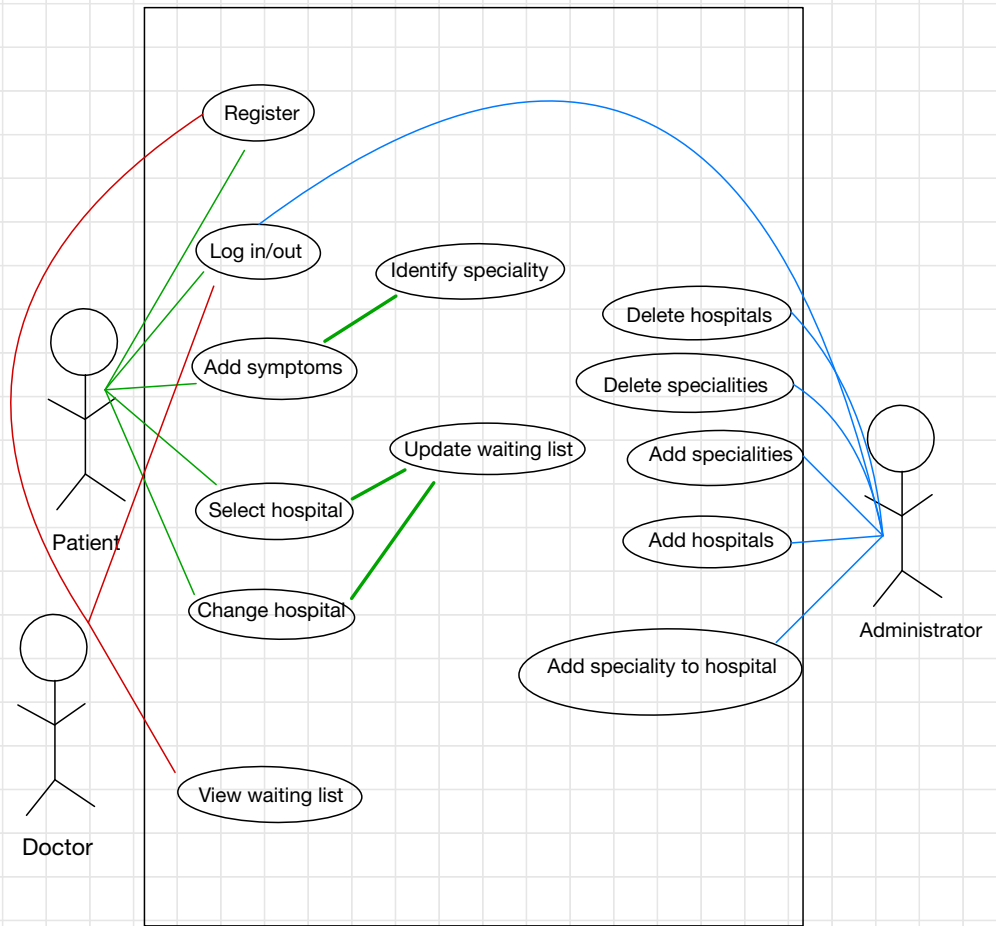 Register
Log in/out
Identify speciality
Delete hospitals
Add symptoms
Delete specialities
Update waiting list
Add specialities
Select hospital
Patient
Add hospitals
Change hospital
Administrator
Add speciality to hospital
View waiting list
Doctor